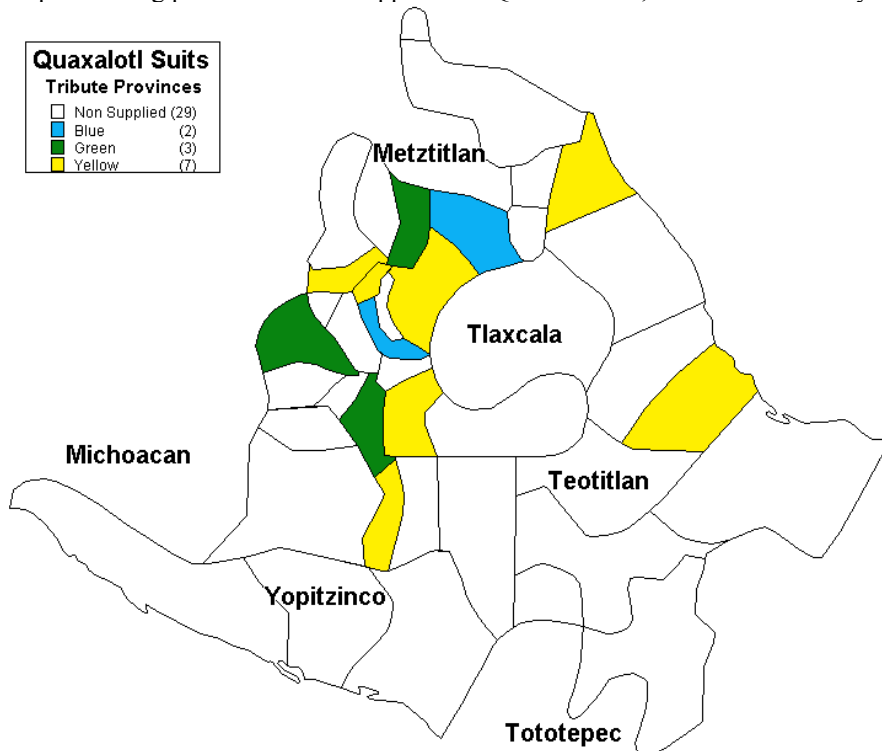 Quaxalotl Suits
Tribute Provinces
Non Supplied (29)
Blue (2)
Green (3)
Yellow (7)
Metztitlan
Tlaxcala
Michoacan
Teotitlan
Yopitzinco
Tototepec